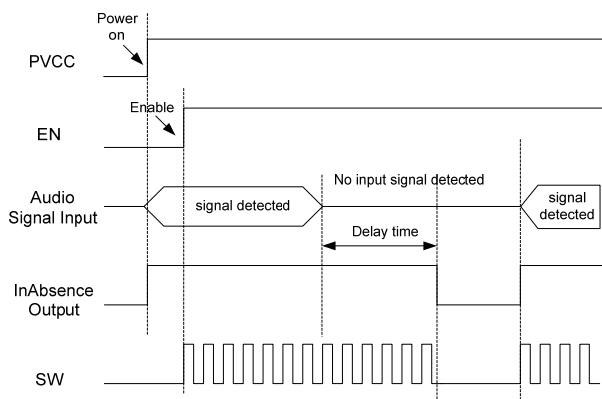 Power
on
PVCC
Enable
EN
No input signal detected
Audio
Signal Input
signal detected
signal
detected
Delay time
InAbsence
Output
SW